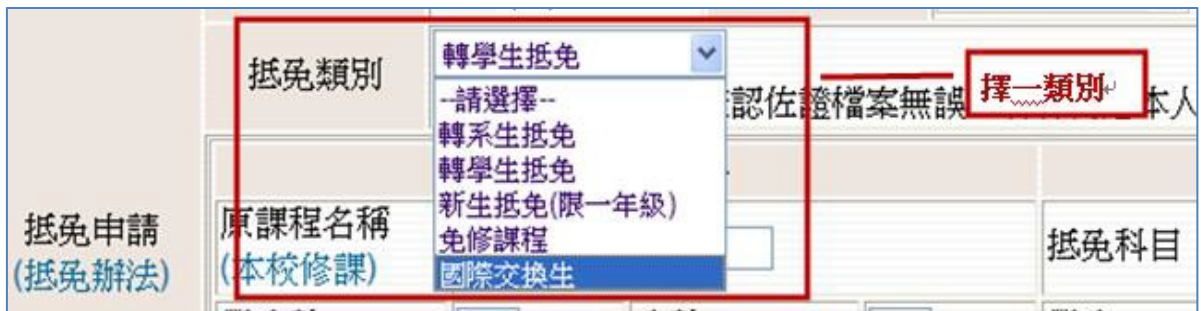 抵免類別
轉學生抵免
--請選擇--
轉系生抵免
轉學生抵免
新生抵免(限一年級)
免修課程
國際交換生
認佐證檔案無誤
本人
擇一類別
抵免申請
(抵免辦法)
原課程名稱
(本校修課)
抵免科目